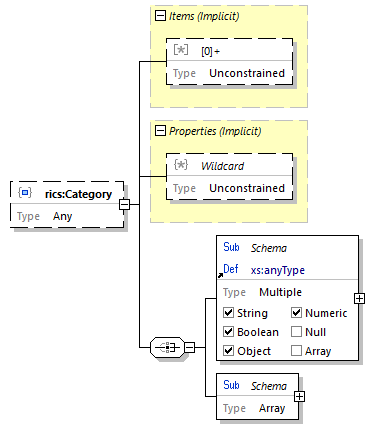 Items (Implicit)
[0]+
Type Unconstrained
Properties (Implicit)
Wildcard
Type Unconstrained
rics:Category
Type Any
Sub Schema
Def xs:anyType
Type Multiple
String Numeric
Boolean Null
Object Array
Sub Schema
Type Array